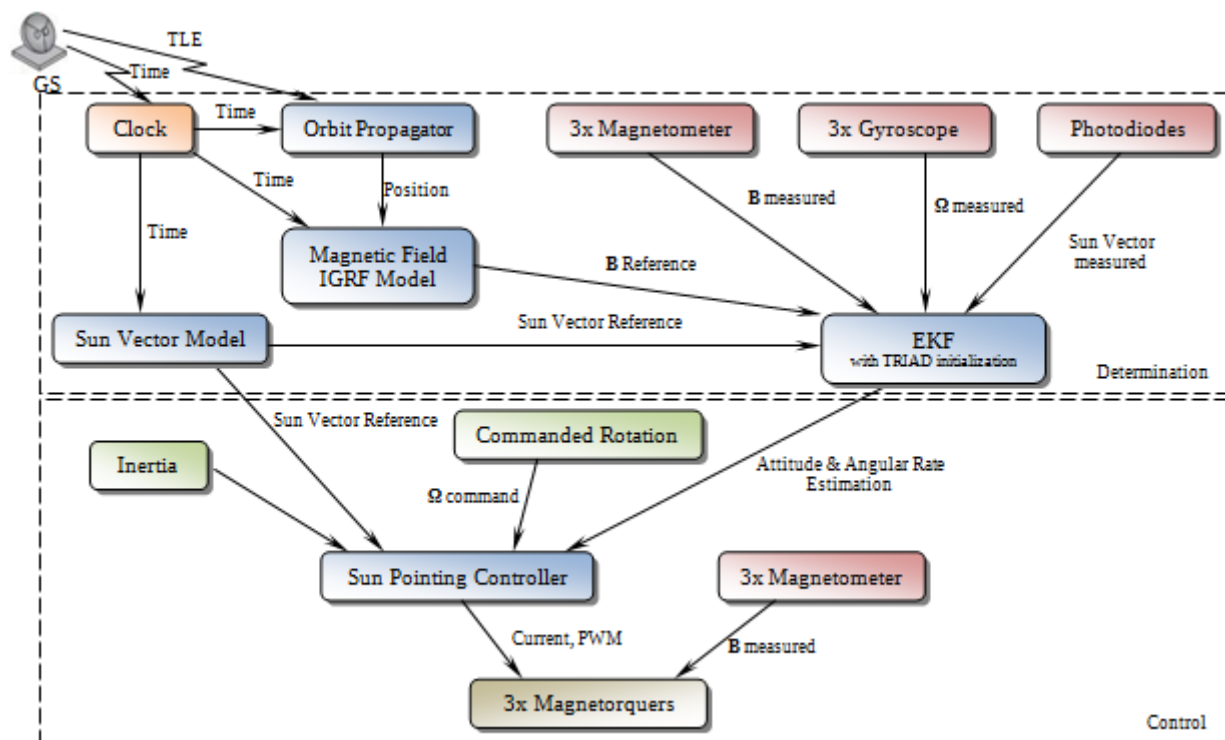 TLE
Time
GS
Clock
Time
Orbit Propagator
3x Magnetometer
3x Gyroscope
Photodiodes
Time
Position
B measured
Ω measured
Time
Sun Vector
measured
Magnetic Field
IGRF Model
B Reference
Sun Vector Model
Sun Vector Reference
EKF
with TRIAD initialization
Determination
Sun Vector Reference
Commanded Rotation
Inertia
Attitude & Angular Rate
Estimation
Ω command
Sun Pointing Controller
3x Magnetometer
Current, PWM
B measured
3x Magnetorquers
Control